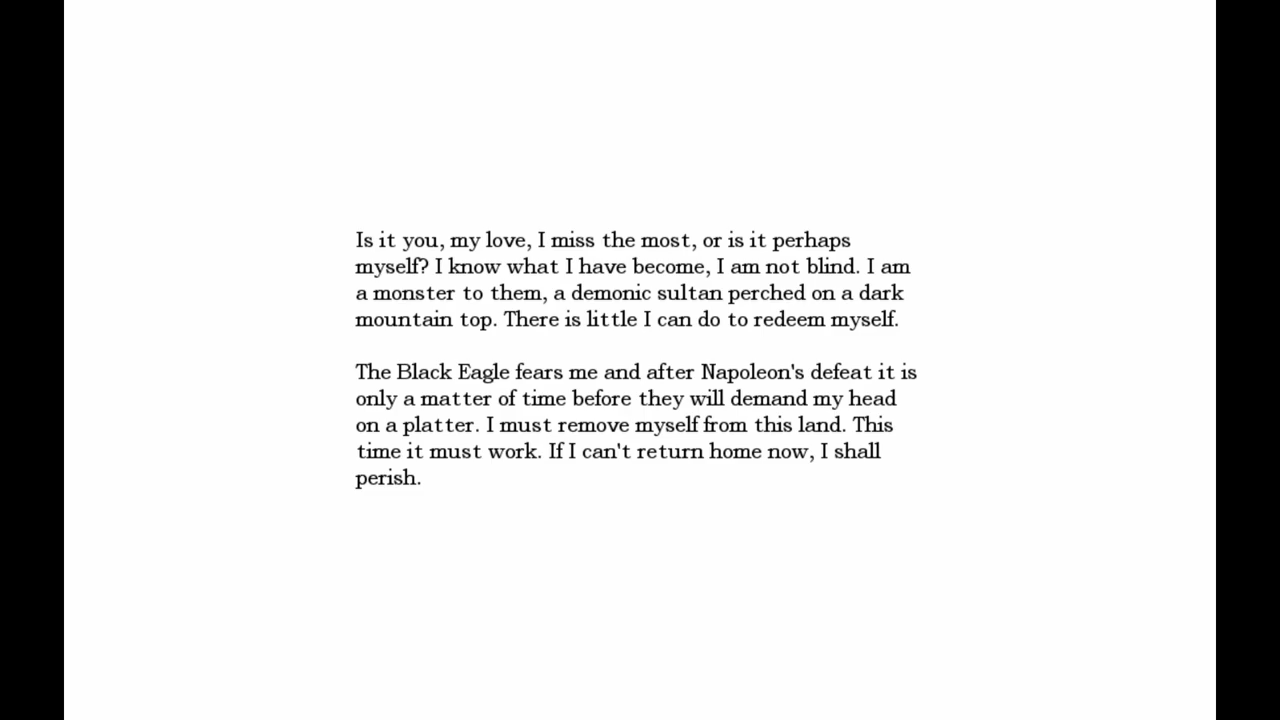 Is it you, my love, I miss the most, or is it perhaps
myself? I know what I have become, I am not blind. I am
a monster to them, a demonic sultan perched on a dark
mountain top. There is little I can do to redeem myself.
The Black Eagle fears me and after Napoleon's defeat it is
only a matter of time before they will demand my head
on a platter. I must remove myself from this land. This
time it must work. If I can't return home now, I shall
perish.